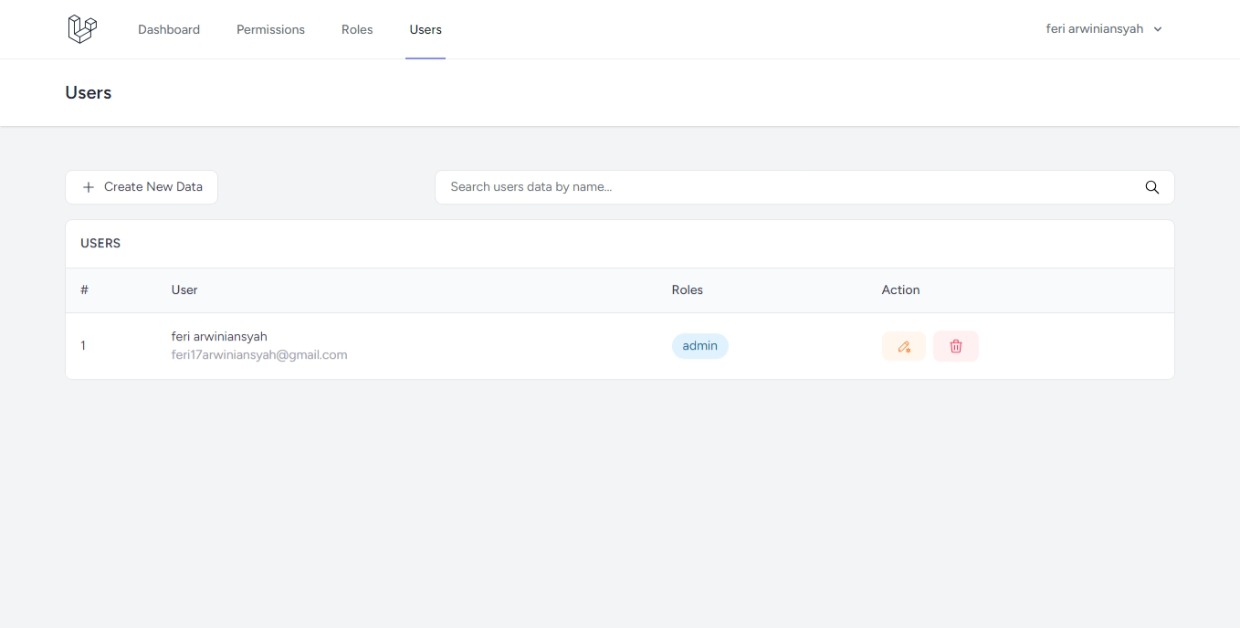 Dashboard Permissions Roles Users feri arwiniansyah
Users
Create New Data Search users data by name...
USERS
# User Roles Action
1 feri arwiniansyah admin
feri17arwiniansyah@gmail.com